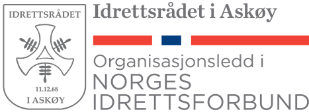 IDRETTSRÅDET
11.12.68
I ASKØY
Idrettsrådet i Askøy
Organisasjonsledd i
NORGES
IDRETTSFORBUND